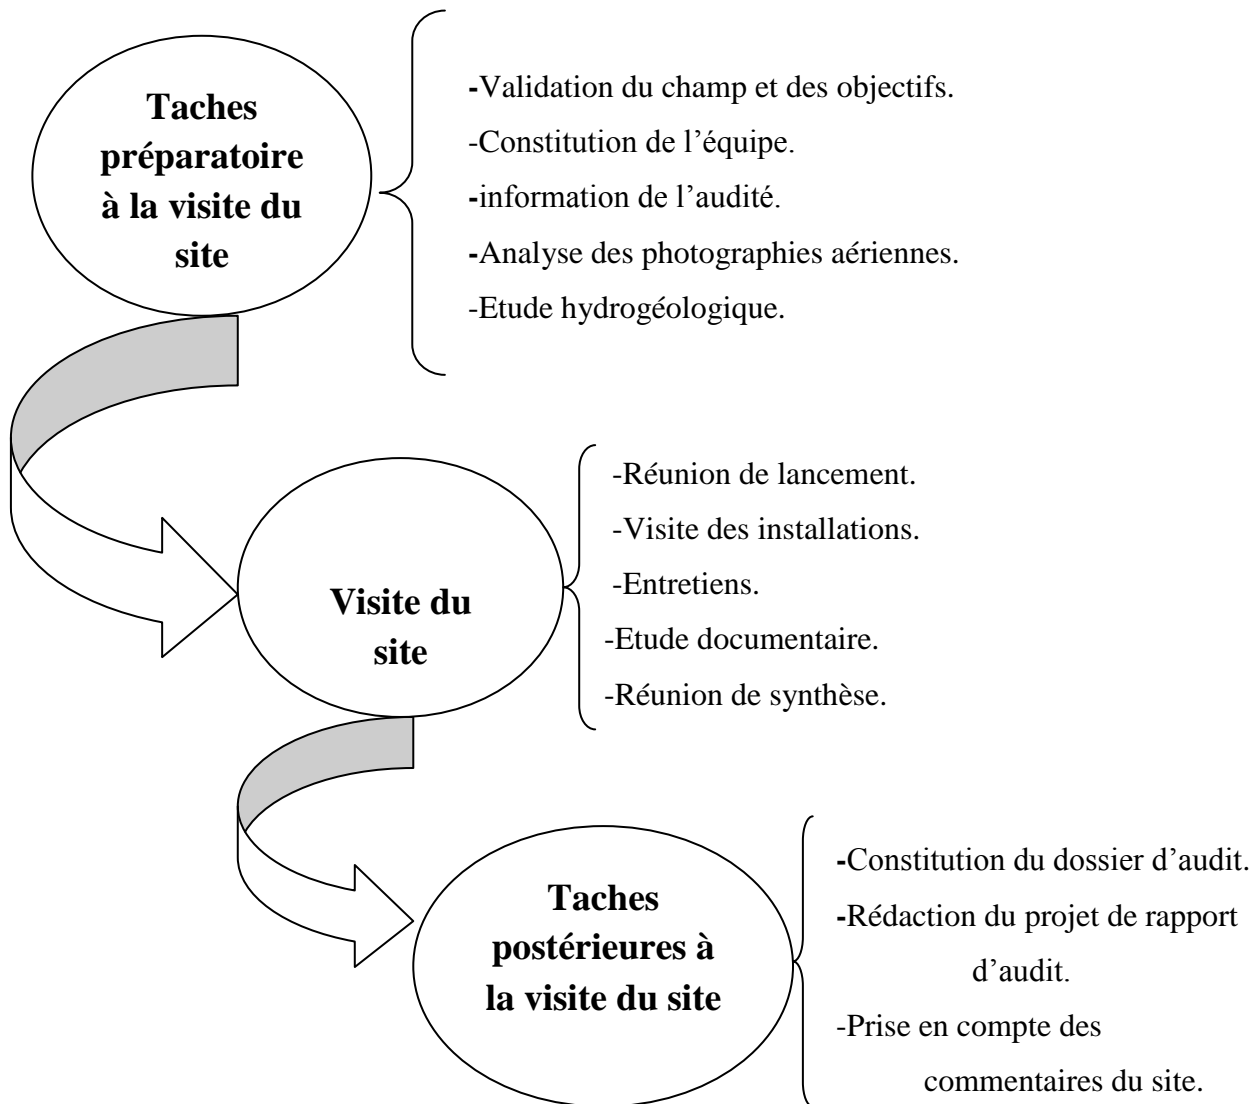 Taches
préparatoire
à la visite du
site
-Validation du champ et des objectifs.
-Constitution de l’équipe.
-information de l’audité.
-Analyse des photographies aériennes.
-Etude hydrogéologique.
Visite du
site
-Réunion de lancement.
-Visite des installations.
-Entretiens.
-Etude documentaire.
-Réunion de synthèse.
Taches
postérieures à
la visite du site
-Constitution du dossier d’audit.
-Rédaction du projet de rapport
d’audit.
-Prise en compte des
commentaires du site.